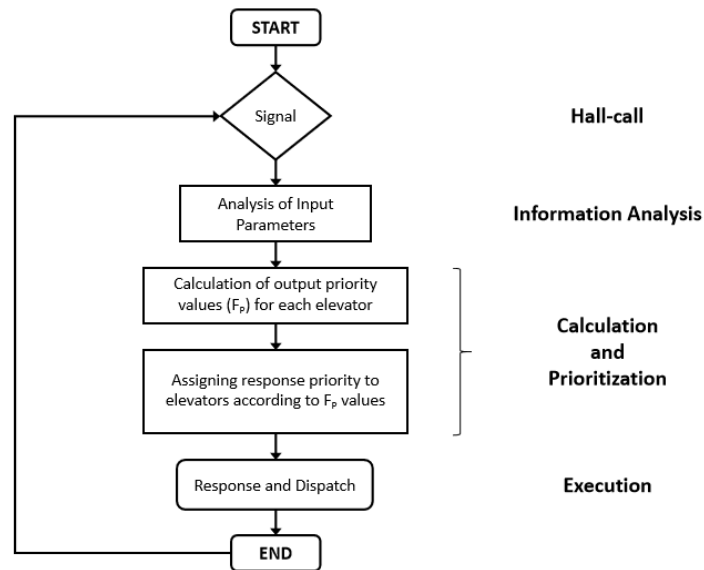 START
Signal
Hall-call
Analysis of Input
Parameters
Information Analysis
Calculation of output priority
values (Fₚ) for each elevator
Assigning response priority to
elevators according to Fₚ values
Calculation
and
Prioritization
Response and Dispatch
Execution
END